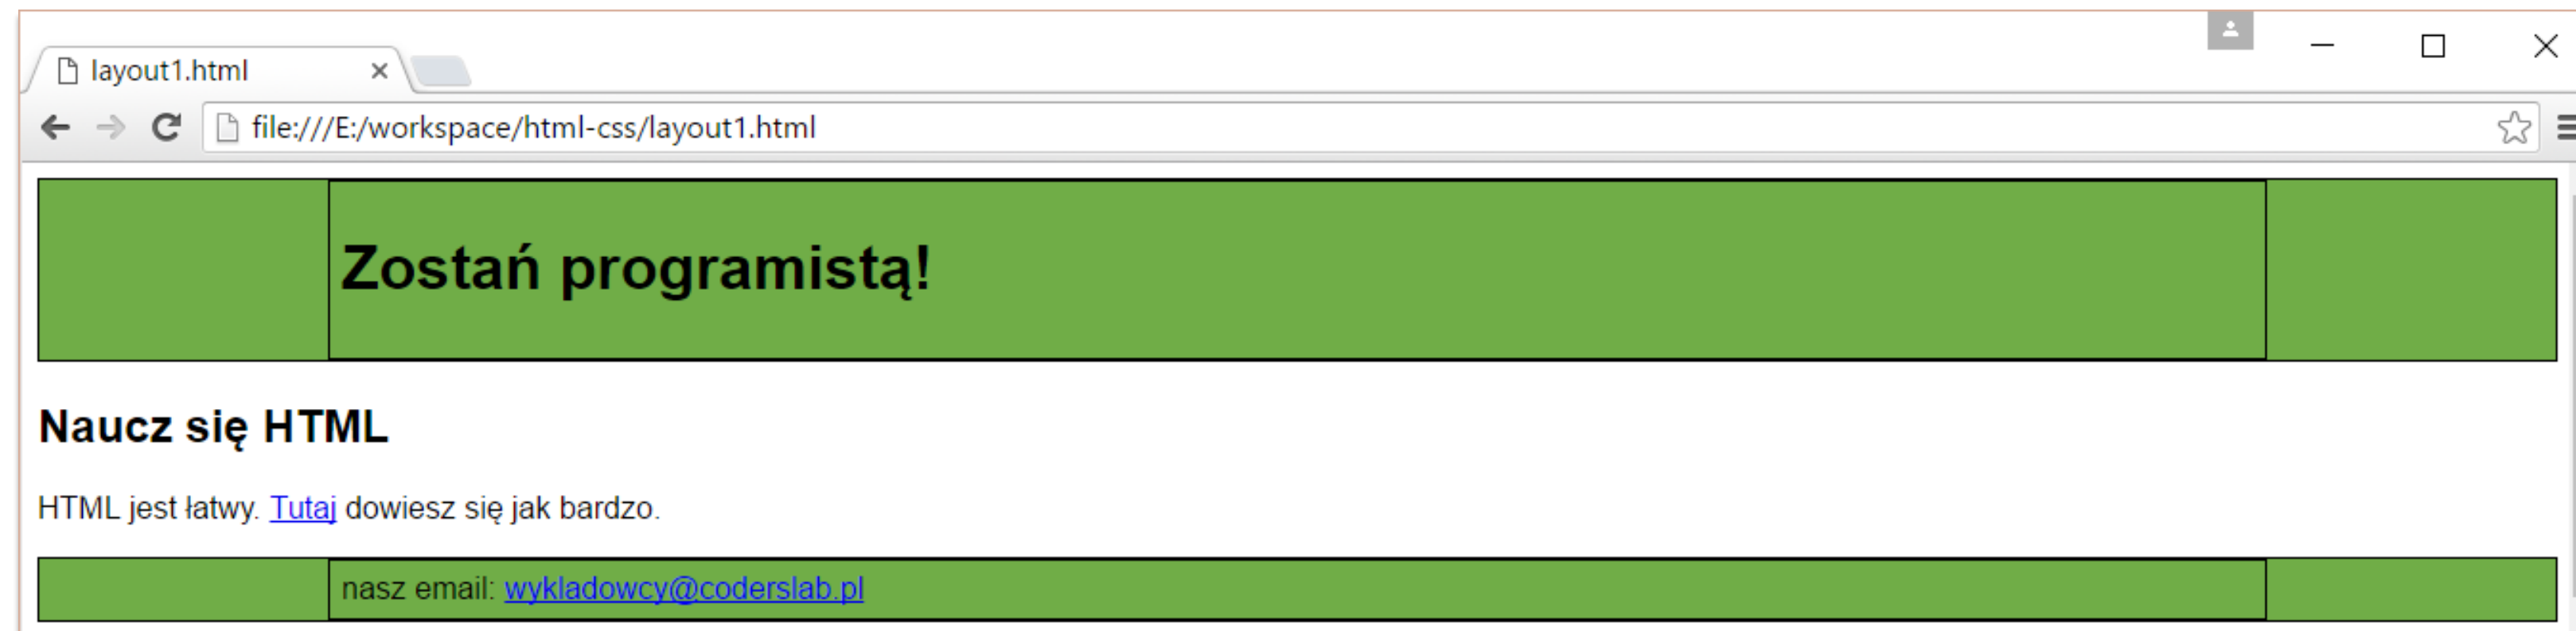 layout1.html
file:///E:/workspace/html-css/layout1.html
Zostań programistą!
Naucz się HTML
HTML jest łatwy. Tutaj dowiesz się jak bardzo.
nasz email: wykladowcy@coderslab.pl